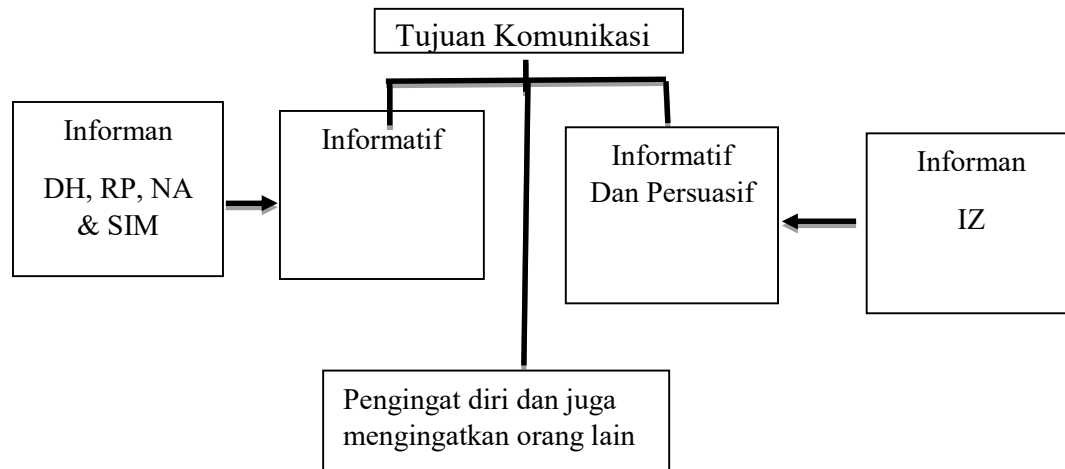 Tujuan Komunikasi
Informan
DH, RP, NA
& SIM
Informatif
Informatif
Dan Persuasif
Informan
IZ
Pengingat diri dan juga
mengingatkan orang lain